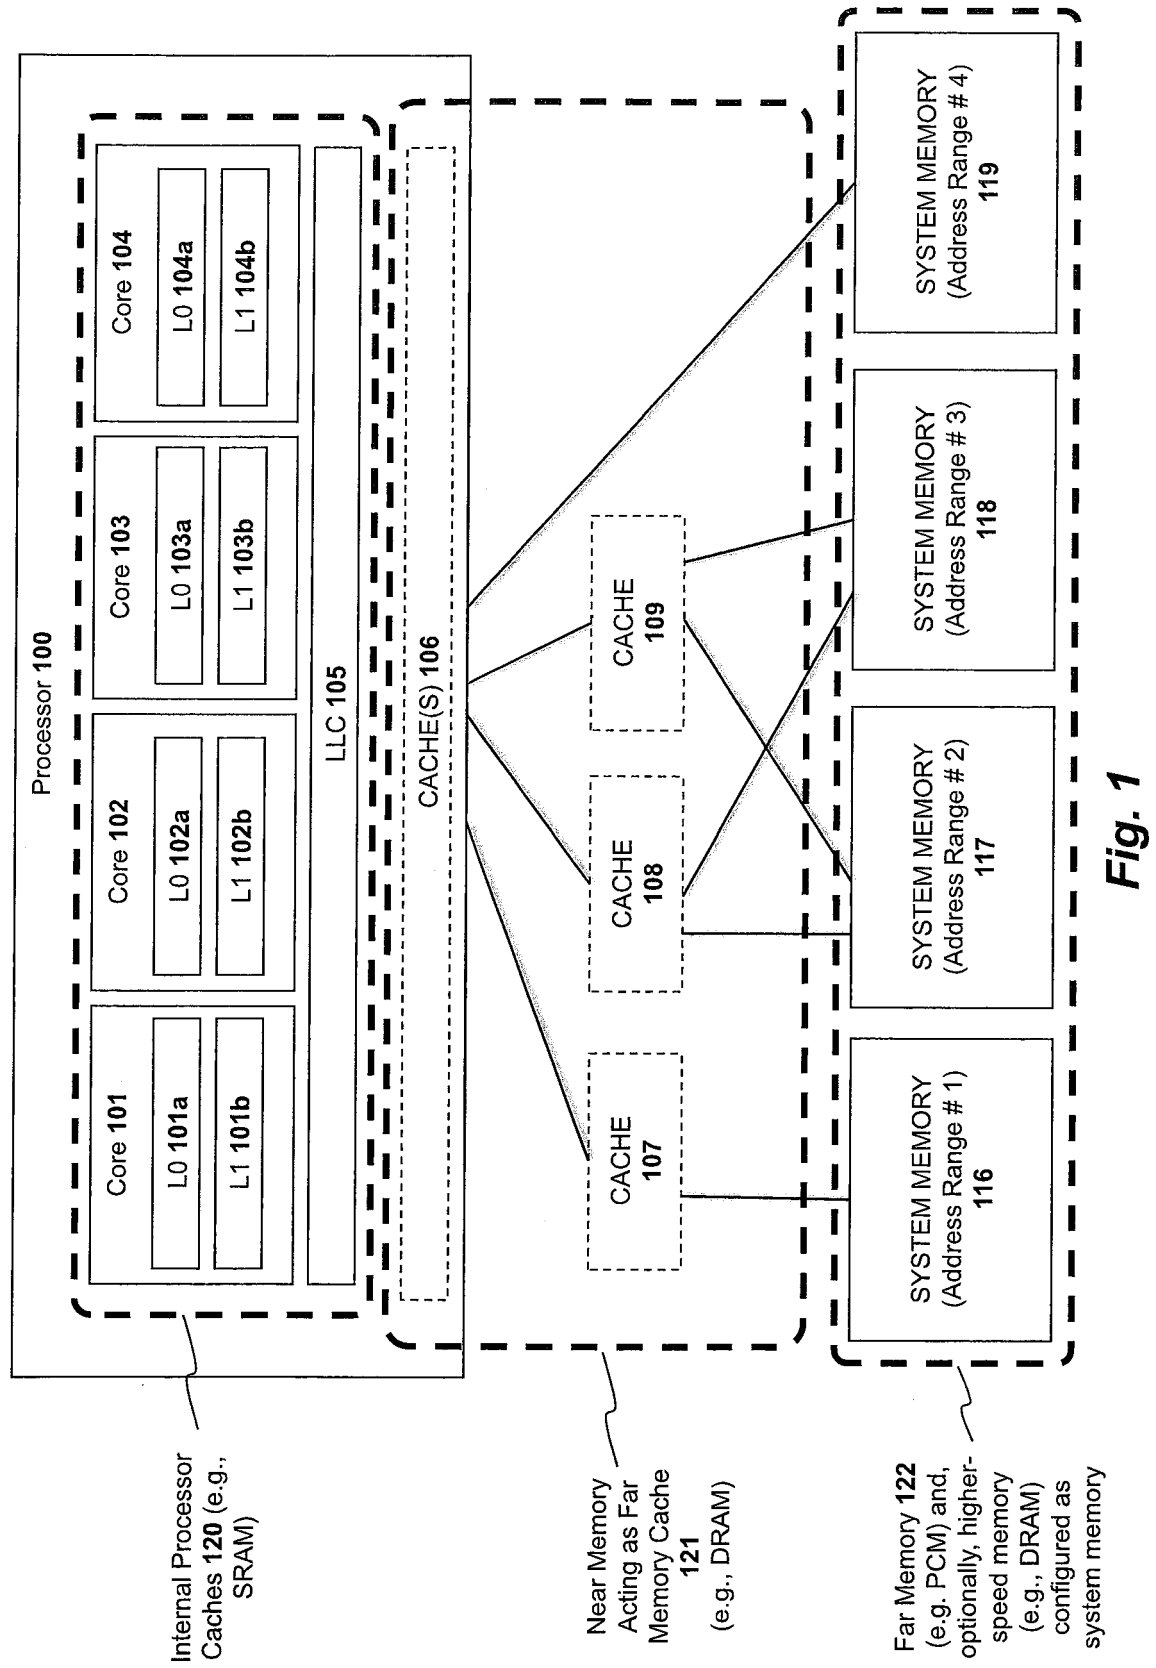 Processor 100
Core 101
L0 101a
L1 101b
Core 102
L0 102a
L1 102b
Core 103
L0 103a
L1 103b
Core 104
L0 104a
L1 104b
LLC 105
Internal Processor
Caches 120 (e.g.,
SRAM)
CACHE(S) 106
CACHE
107
CACHE
108
CACHE
109
Near Memory
Acting as Far
Memory Cache
121
(e.g., DRAM)
SYSTEM MEMORY
(Address Range # 1)
116
SYSTEM MEMORY
(Address Range # 2)
117
SYSTEM MEMORY
(Address Range # 3)
118
SYSTEM MEMORY
(Address Range # 4)
119
Far Memory 122
(e.g. PCM) and,
optionally, higher-
speed memory
(e.g., DRAM)
configured as
system memory
Fig. 1